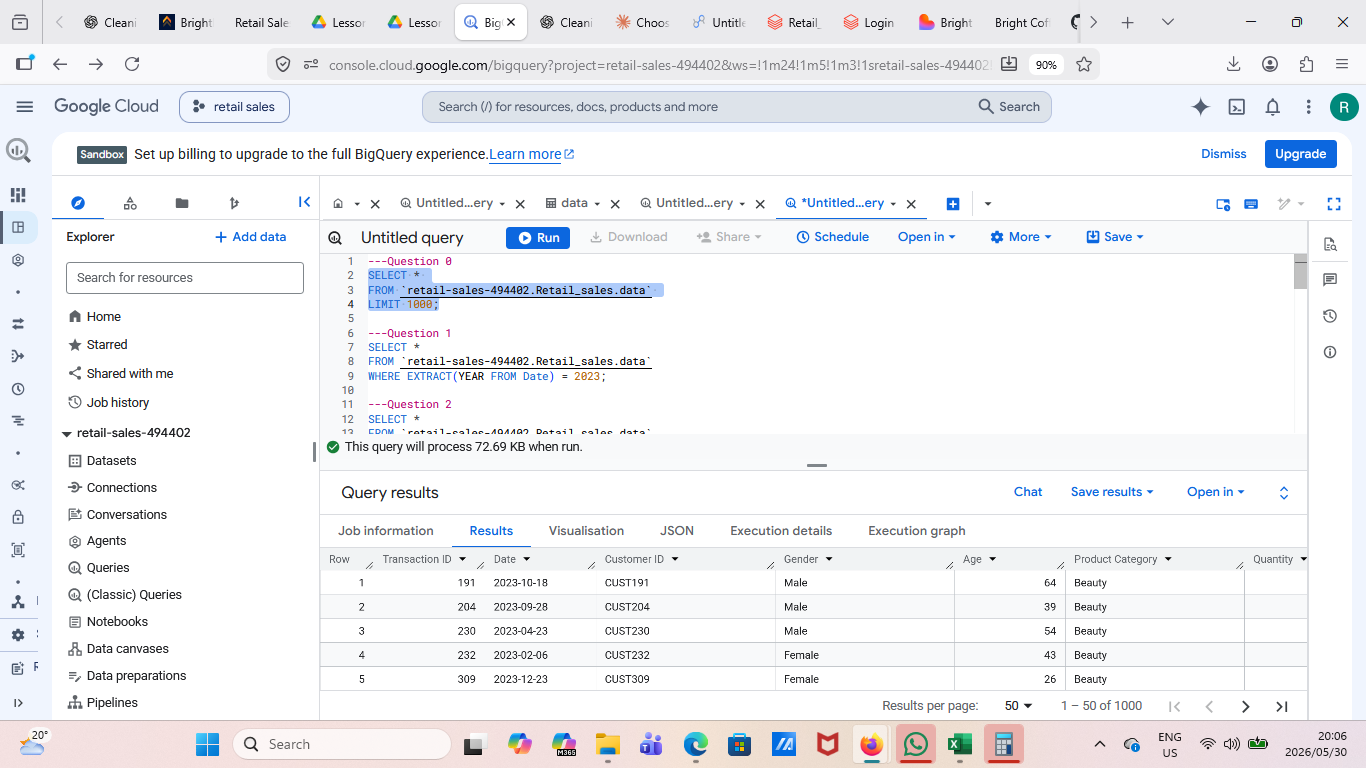 Cleani
Bright
Retail Sale
Lesson
Lesson
Big
Cleani
Choos
Untitle
Retail_
Login
Bright
Bright Cof
console.cloud.google.com/bigquery?project=retail-sales-494402&ws=!1m24!1m5!1m3!1sretail-sales-494402!
90%
Google Cloud
retail sales
Search (/) for resources, docs, products and more
Search
R
Sandbox Set up billing to upgrade to the full BigQuery experience. Learn more
Dismiss
Upgrade
Untitled...ery
data
Untitled...ery
*Untitled...ery
Explorer
+ Add data
Search for resources
Home
Starred
Shared with me
Job history
retail-sales-494402
Datasets
Connections
Conversations
Agents
Queries
(Classic) Queries
Notebooks
Data canvases
Data preparations
Pipelines
Untitled query
Run
Download
Share
Schedule
Open in
More
Save
1 ---Question 0
2 SELECT *
3 FROM `retail-sales-494402.Retail_sales.data`
4 LIMIT 1000;
5
6 ---Question 1
7 SELECT *
8 FROM `retail-sales-494402.Retail_sales.data`
9 WHERE EXTRACT(YEAR FROM Date) = 2023;
10
11 ---Question 2
12 SELECT *
13 FROM `retail-sales-494402.Retail_sales.data`
This query will process 72.69 KB when run.
Query results
Chat
Save results
Open in
Job information
Results
Visualisation
JSON
Execution details
Execution graph
Row Transaction ID Date Customer ID Gender Age Product Category Quantity
1 191 2023-10-18 CUST191 Male 64 Beauty
2 204 2023-09-28 CUST204 Male 39 Beauty
3 230 2023-04-23 CUST230 Male 54 Beauty
4 232 2023-02-06 CUST232 Female 43 Beauty
5 309 2023-12-23 CUST309 Female 26 Beauty
Results per page: 50 1 – 50 of 1000
20°
Search
M365
ENG
US
20:06
2026/05/30